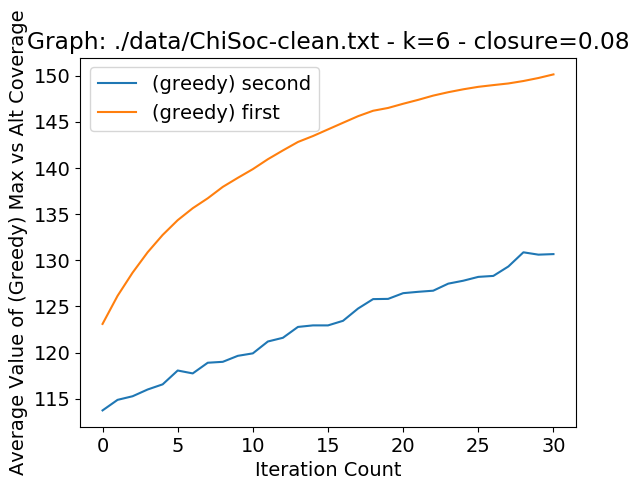 Graph: ./data/ChiSoc-clean.txt - k=6 - closure=0.08
Average Value of (Greedy) Max vs Alt Coverage
(greedy) second
(greedy) first
150
145
140
135
130
125
120
115
0 5 10 15 20 25 30
Iteration Count